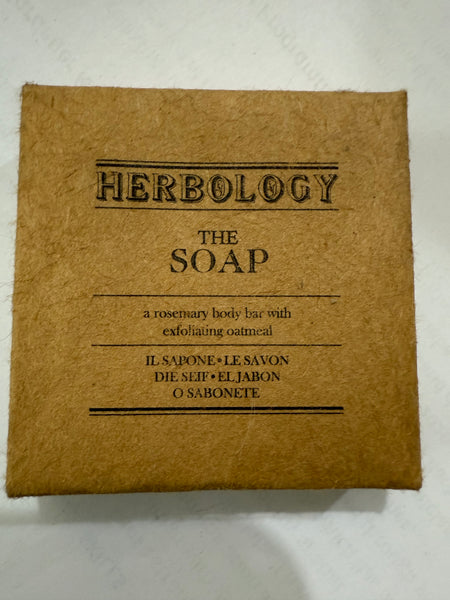 HERBOLOGY
THE
SOAP
a rosemary body bar with
exfoliating oatmeal
IL SAPONE • LE SAVON
DIE SEIF • EL JABON
O SABONETE